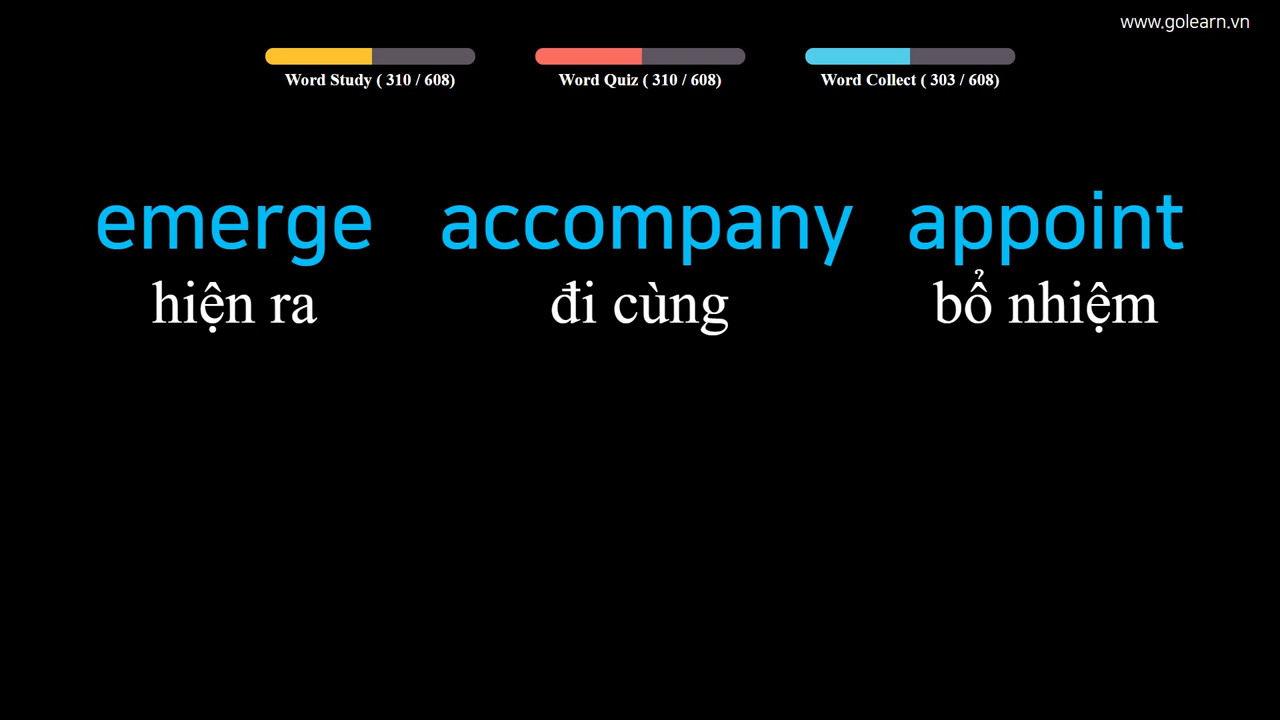 www.golearn.vn
Word Study ( 310 / 608) Word Quiz ( 310 / 608) Word Collect ( 303 / 608)
emerge accompany appoint
hiện ra đi cùng bổ nhiệm